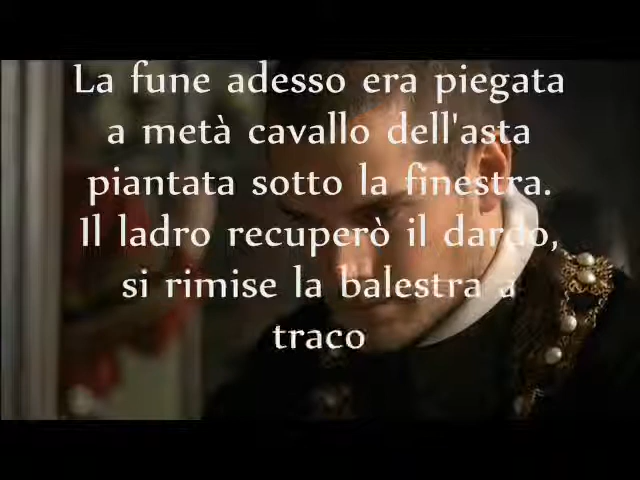 La fune adesso era piegata
a metà cavallo dell'asta
piantata sotto la finestra.
Il ladro recuperò il dardo,
si rimise la balestra a
traco